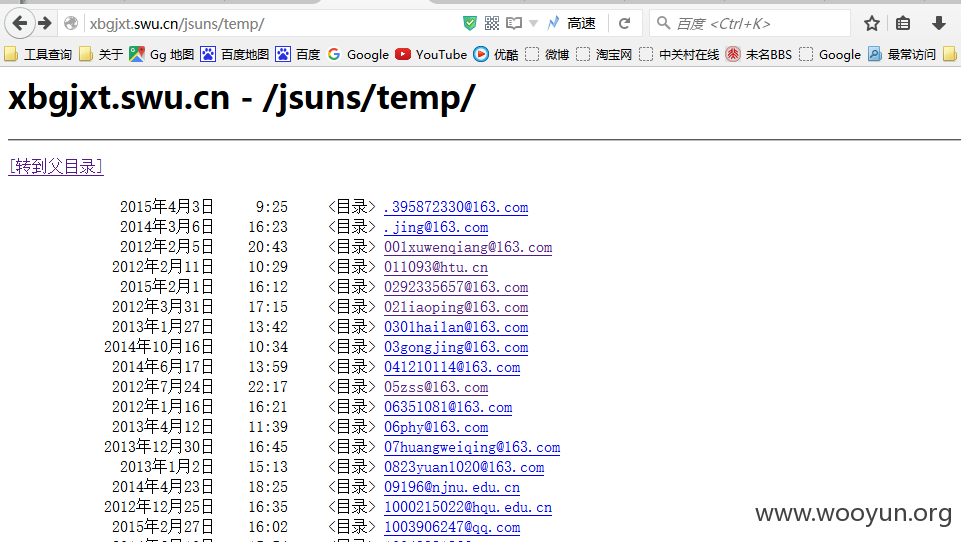 xbgjxt.swu.cn/jsuns/temp/ 高速 百度 <Ctrl+K>
工具查询 关于 Gg 地图 百度地图 百度 Google YouTube 优酷 微博 淘宝网 中关村在线 未名BBS Google 最常访问
xbgjxt.swu.cn - /jsuns/temp/
[转到父目录]
2015年4月3日 9:25 <目录> .395872330@163.com
2014年3月6日 16:23 <目录> .jing@163.com
2012年2月5日 20:43 <目录> 001xuwenqiang@163.com
2012年2月11日 10:29 <目录> 011093@htu.cn
2015年2月1日 16:12 <目录> 0292335657@163.com
2012年3月31日 17:15 <目录> 02liaoping@163.com
2013年1月27日 13:42 <目录> 0301hailan@163.com
2014年10月16日 10:34 <目录> 03gongjing@163.com
2014年6月17日 13:59 <目录> 041210114@163.com
2012年7月24日 22:17 <目录> 05zss@163.com
2012年1月16日 16:21 <目录> 06351081@163.com
2013年4月12日 11:39 <目录> 06phy@163.com
2013年12月30日 16:45 <目录> 07huangweiqing@163.com
2013年1月2日 15:13 <目录> 0823yuan1020@163.com
2014年4月23日 18:25 <目录> 09196@njnu.edu.cn
2012年12月25日 16:35 <目录> 1000215022@hqu.edu.cn
2015年2月27日 16:02 <目录> 1003906247@qq.com
www.wooyun.org